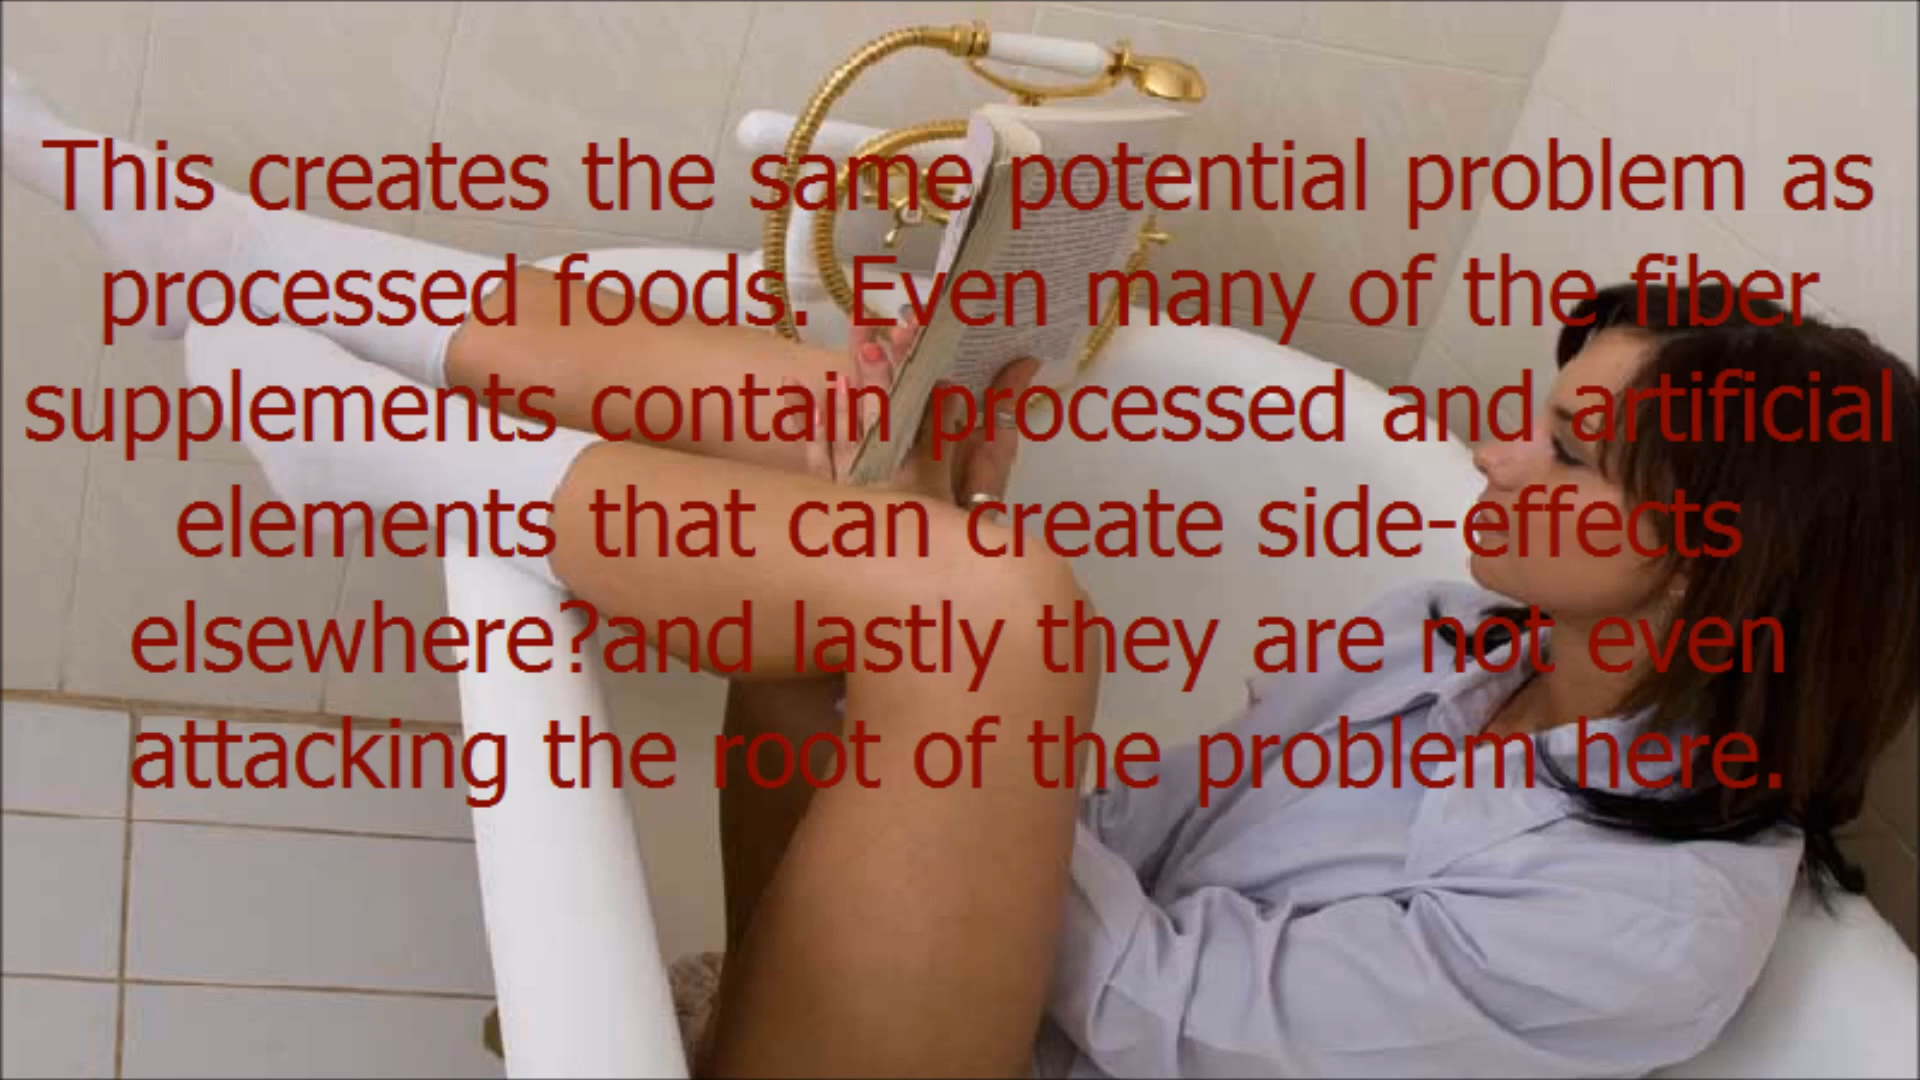 This creates the same potential problem as
processed foods. Even many of the fiber
supplements contain processed and artificial
elements that can create side-effects
elsewhere?and lastly they are not even
attacking the root of the problem here.